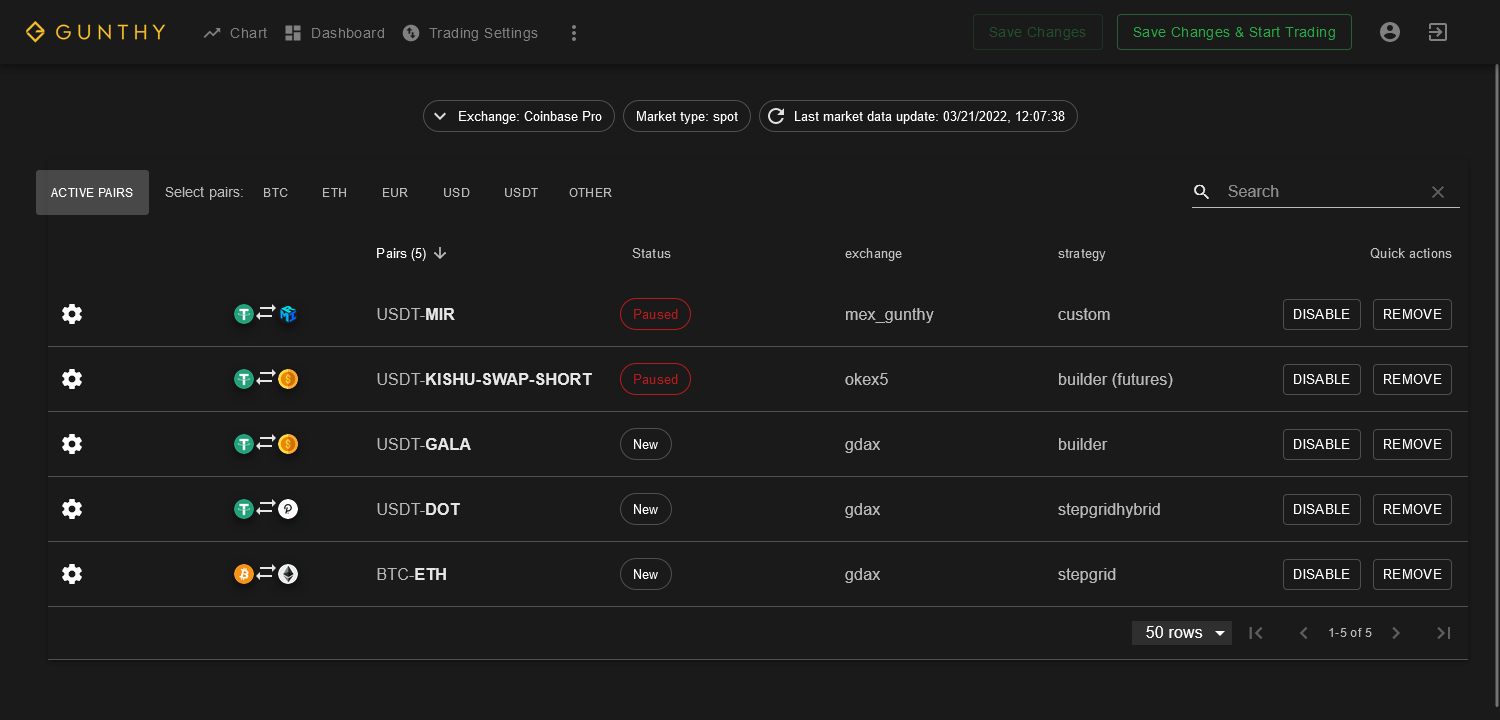 GUNTHY Chart Dashboard Trading Settings Save Changes Save Changes & Start Trading
Exchange: Coinbase Pro Market type: spot Last market data update: 03/21/2022, 12:07:38
ACTIVE PAIRS Select pairs: BTC ETH EUR USD USDT OTHER Search
Pairs (5) Status exchange strategy Quick actions
USDT-MIR Paused mex_gunthy custom DISABLE REMOVE
USDT-KISHU-SWAP-SHORT Paused okex5 builder (futures) DISABLE REMOVE
USDT-GALA New gdax builder DISABLE REMOVE
USDT-DOT New gdax stepgridhybrid DISABLE REMOVE
BTC-ETH New gdax stepgrid DISABLE REMOVE
50 rows 1-5 of 5